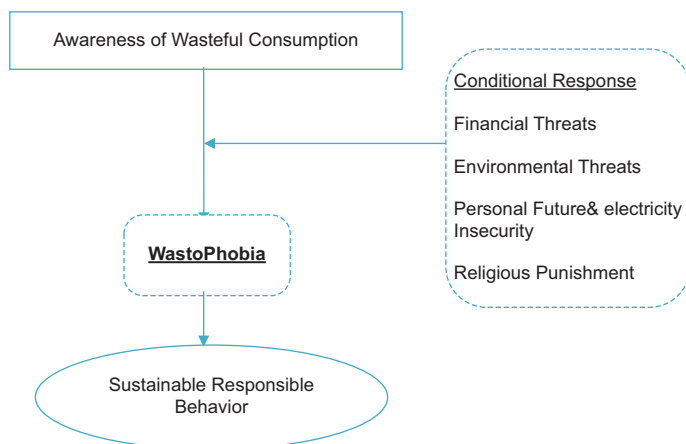 Awareness of Wasteful Consumption
Conditional Response
Financial Threats
Environmental Threats
Personal Future& electricity
Insecurity
Religious Punishment
WastoPhobia
Sustainable Responsible
Behavior